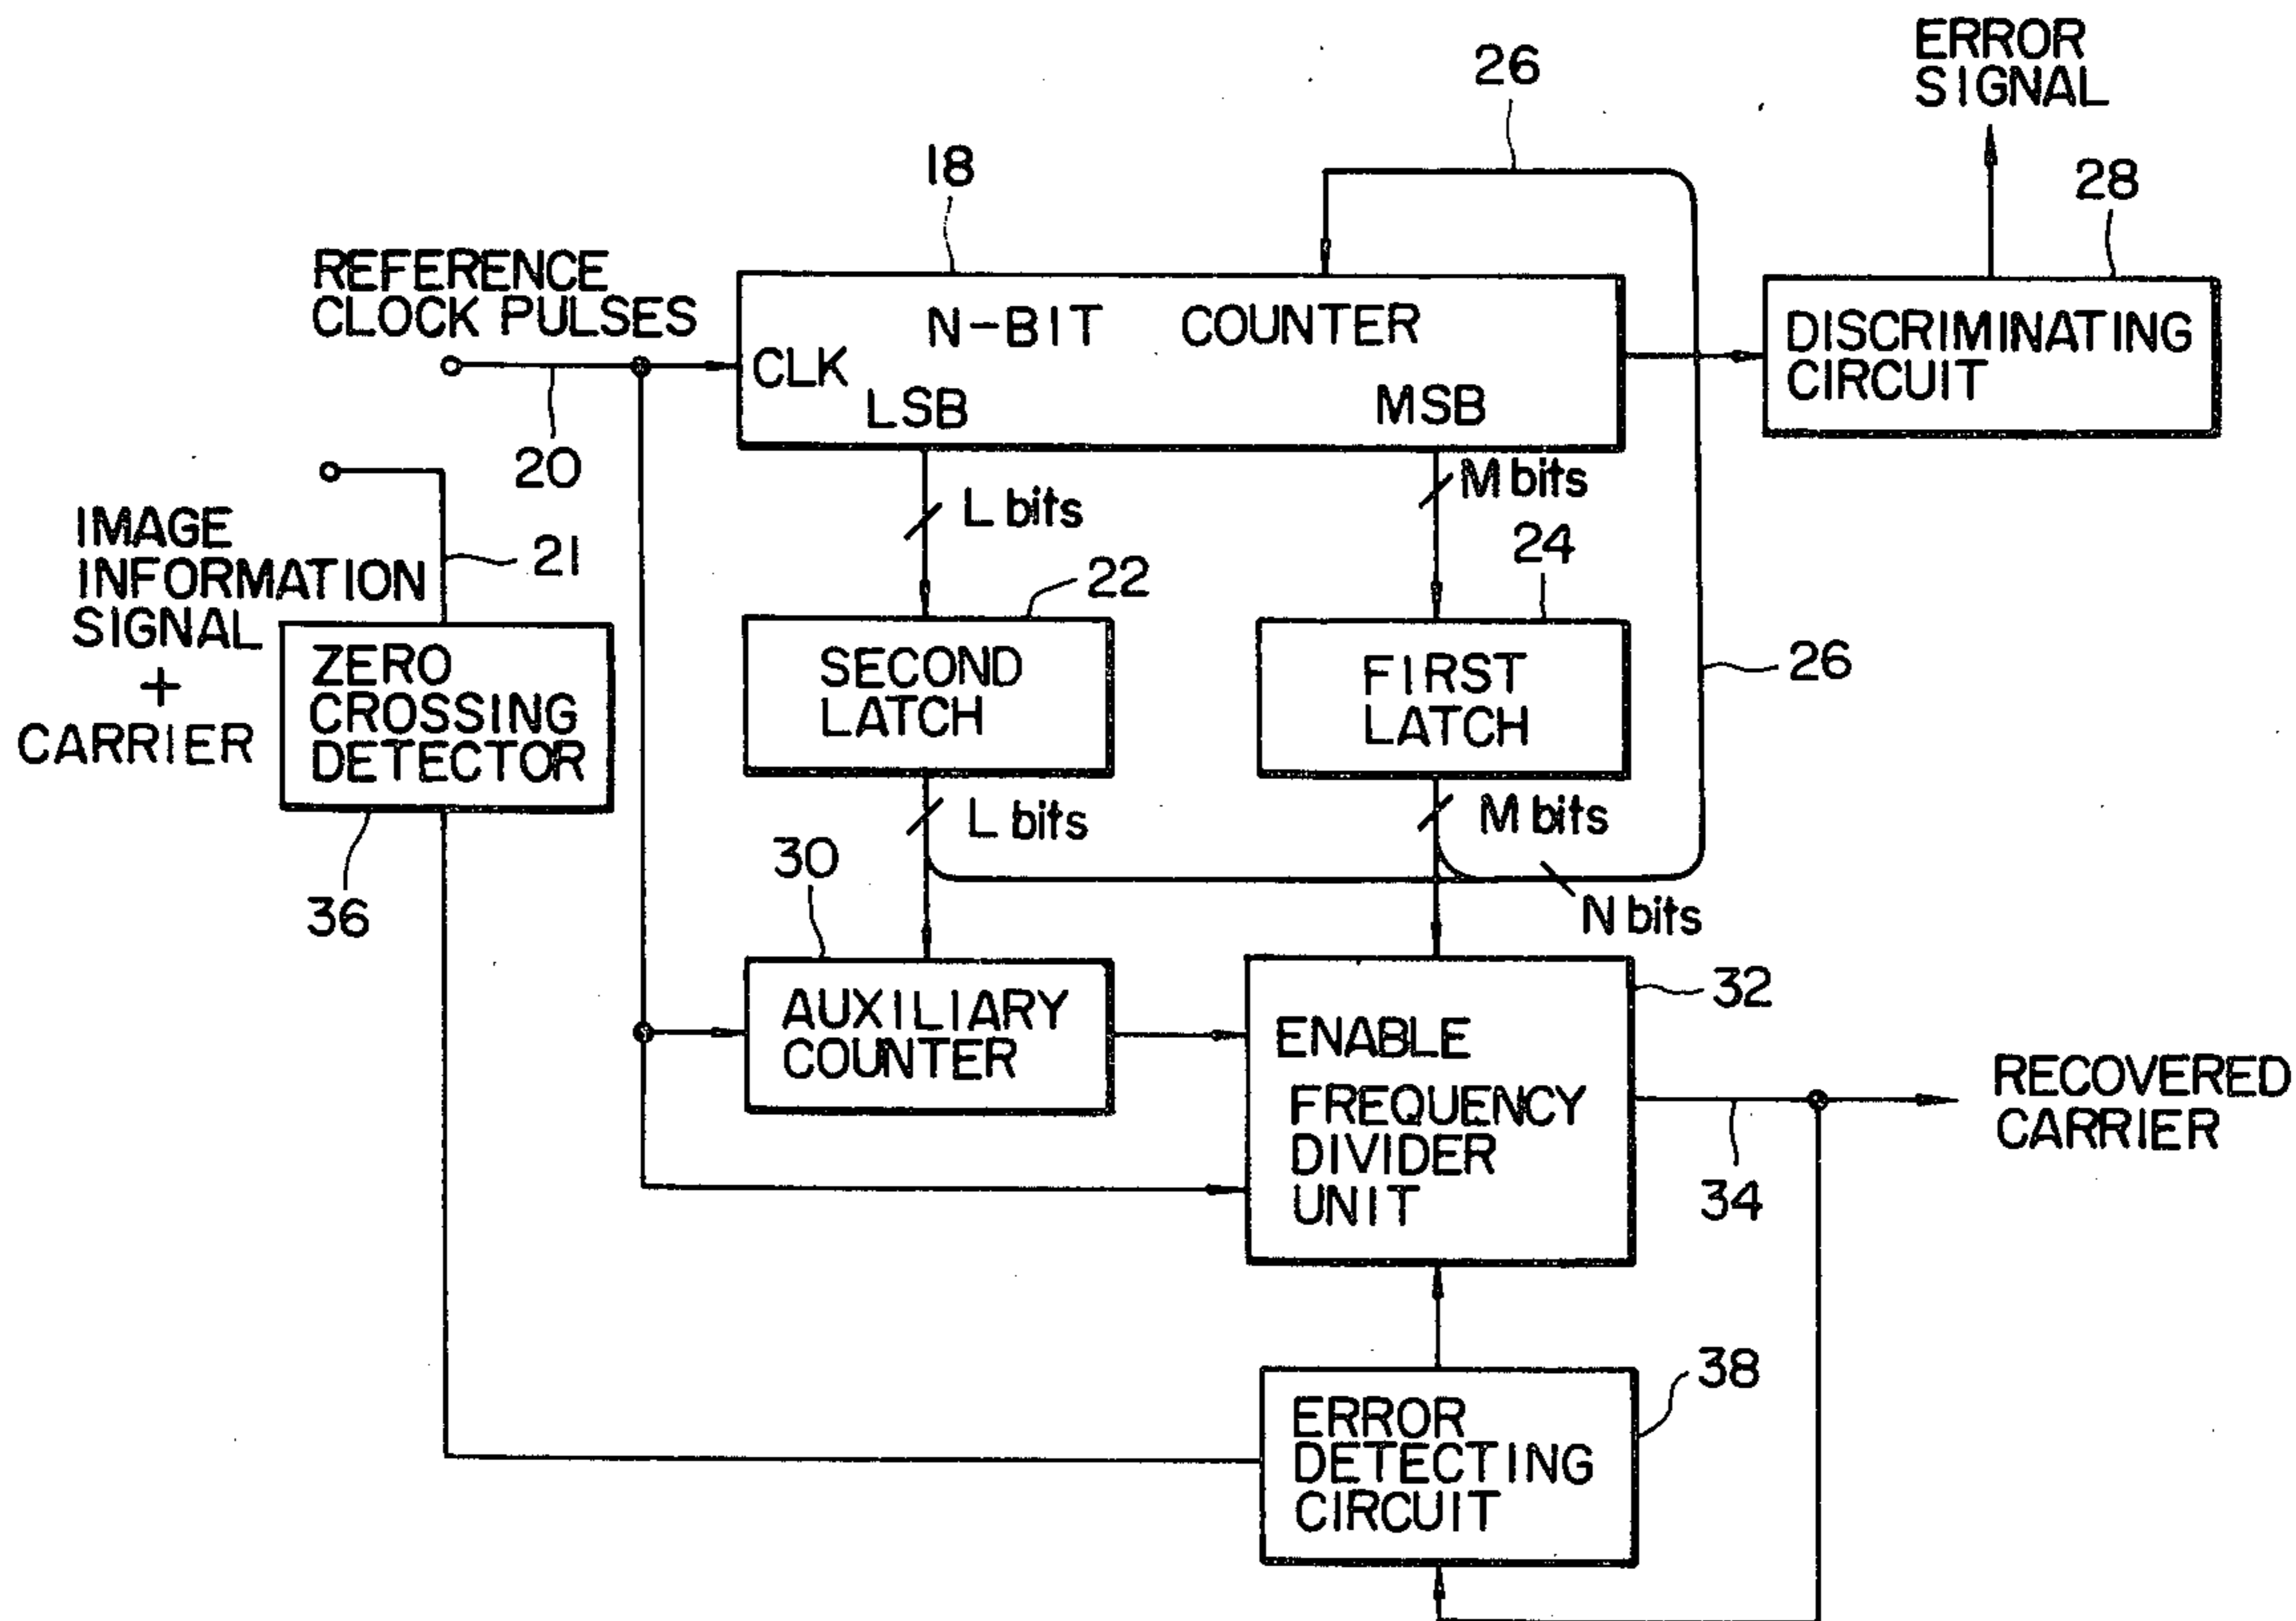 ERROR
SIGNAL
26
18
28
REFERENCE
CLOCK PULSES
N-BIT COUNTER
CLK
LSB
MSB
DISCRIMINATING
CIRCUIT
20
L bits
M bits
IMAGE
INFORMATION
SIGNAL
+
CARRIER
21
22
24
ZERO
CROSSING
DETECTOR
SECOND
LATCH
FIRST
LATCH
26
36
L bits
M bits
30
N bits
AUXILIARY
COUNTER
ENABLE
FREQUENCY
DIVIDER
UNIT
32
34
RECOVERED
CARRIER
38
ERROR
DETECTING
CIRCUIT